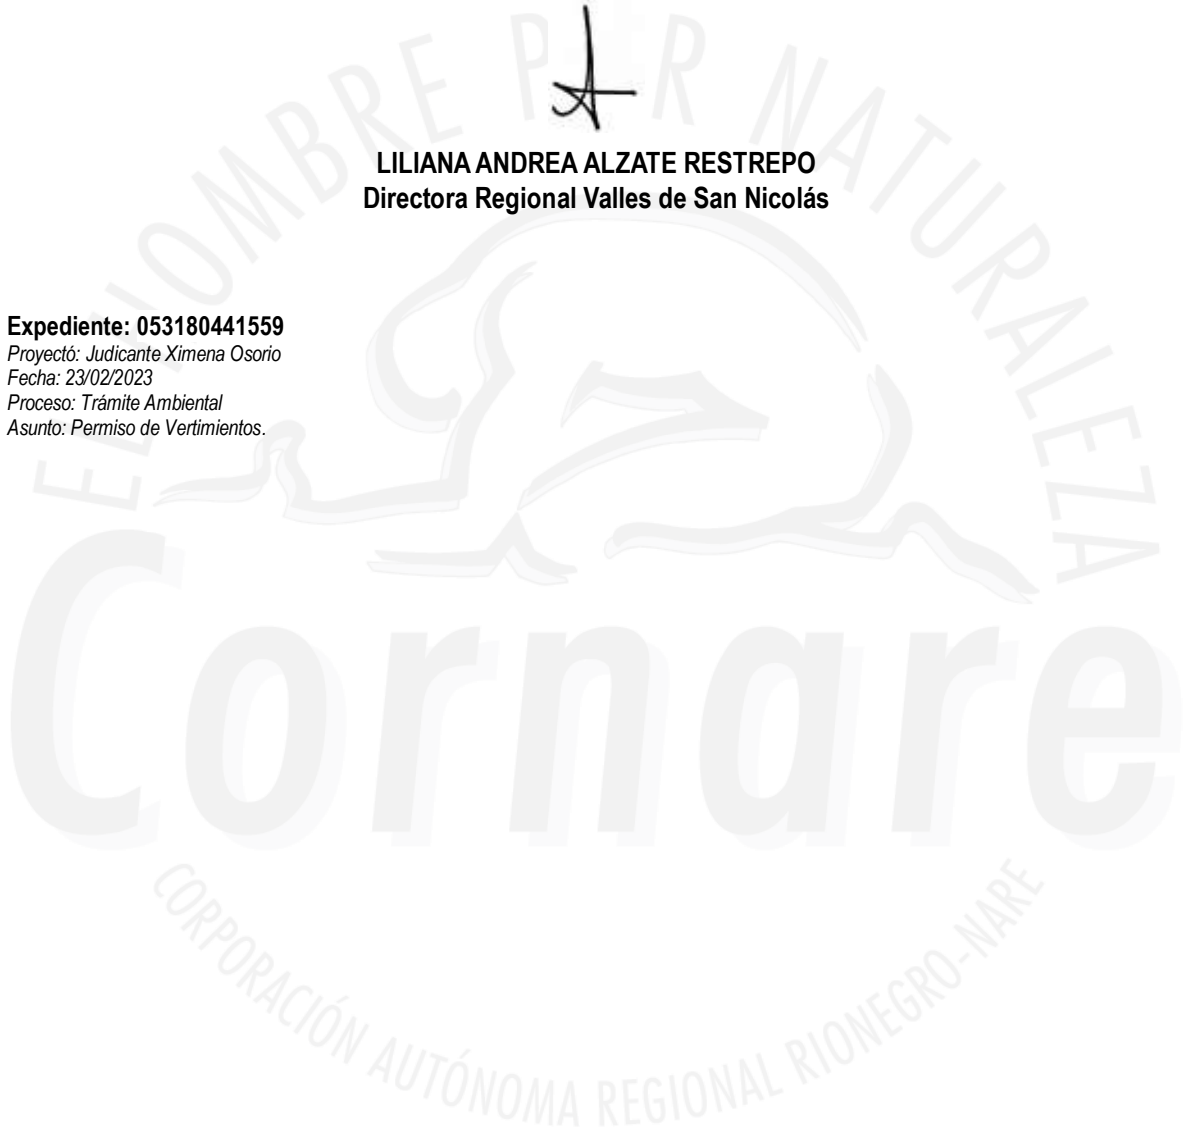 LILIANA ANDREA ALZATE RESTREPO
Directora Regional Valles de San Nicolás
Expediente: 053180441559
Proyectó: Judicante Ximena Osorio
Fecha: 23/02/2023
Proceso: Trámite Ambiental
Asunto: Permiso de Vertimientos.
EL NOMBRE P R NATURALEZA
Cornare
CORPORACIÓN AUTÓNOMA REGIONAL RIONEGRO-NARE